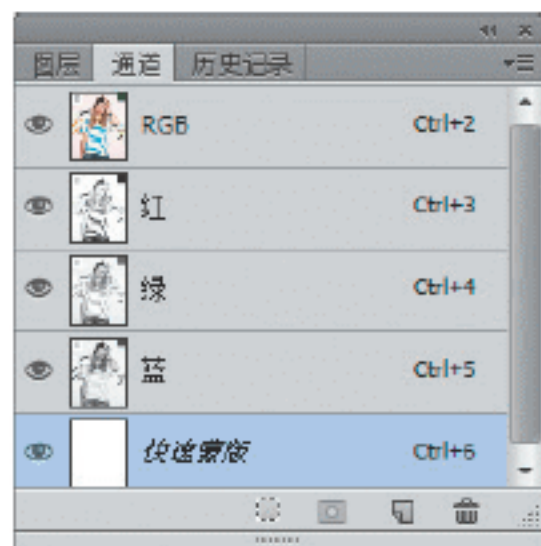 图层 通道 历史记录
RGB Ctrl+2
红 Ctrl+3
绿 Ctrl+4
蓝 Ctrl+5
快速蒙版 Ctrl+6